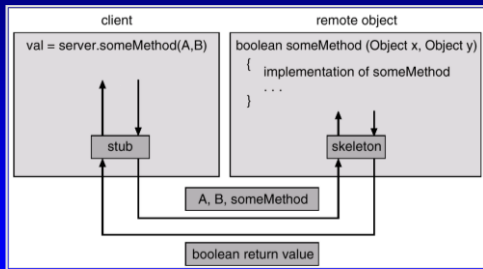 client
remote object
val = server.someMethod(A,B)
boolean someMethod (Object x, Object y)
{
implementation of someMethod
. . .
}
stub
skeleton
A, B, someMethod
boolean return value